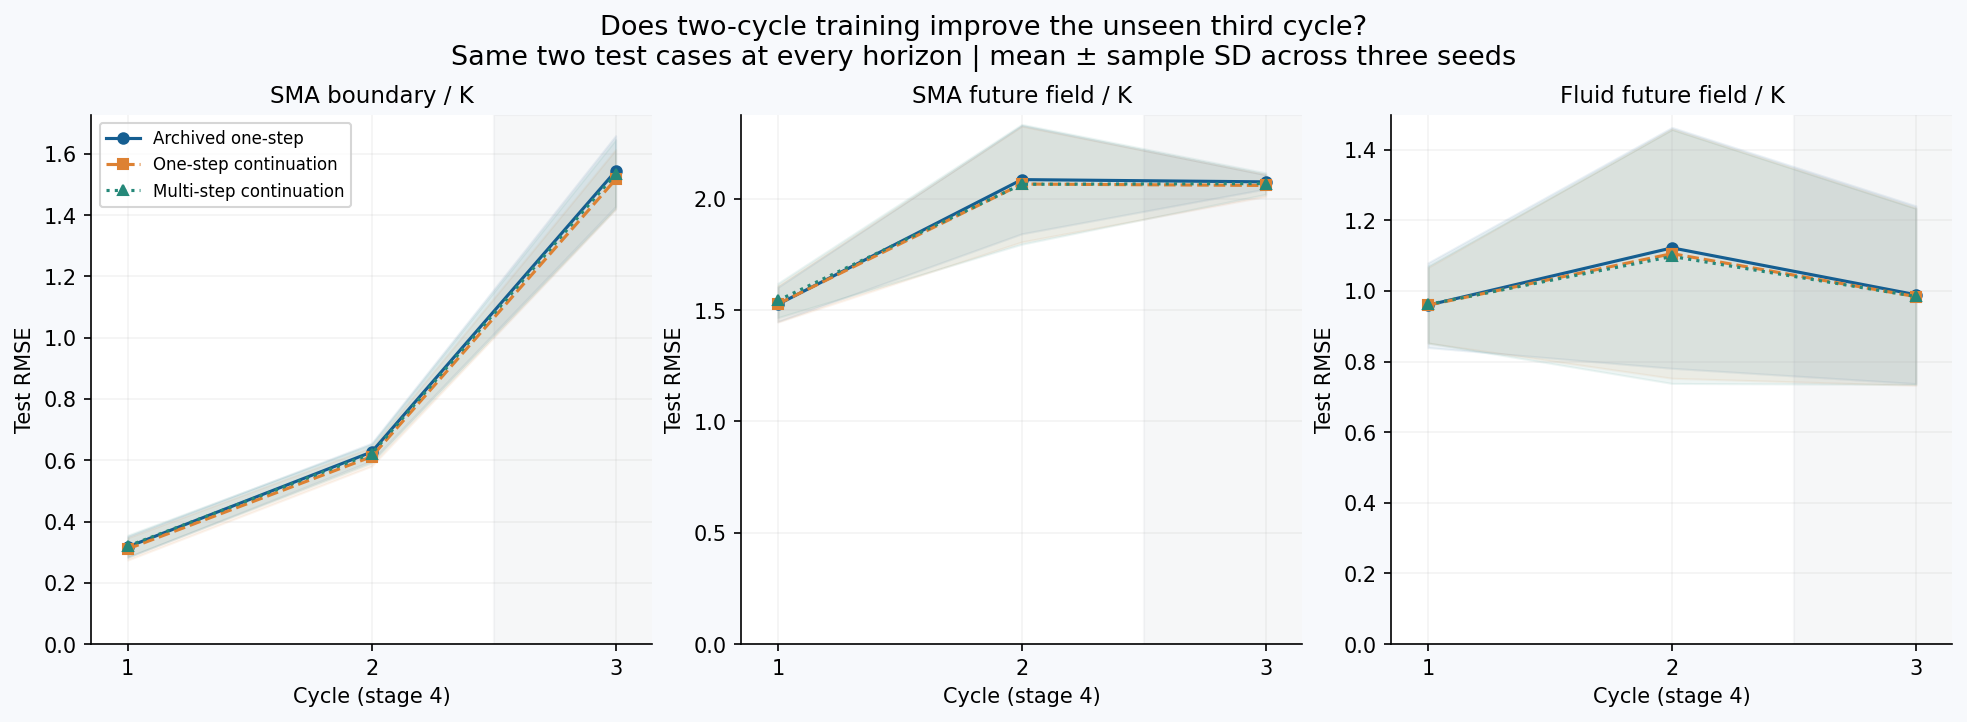 Does two-cycle training improve the unseen third cycle?
Same two test cases at every horizon | mean ± sample SD across three seeds
SMA boundary / K
Archived one-step
One-step continuation
Multi-step continuation
Test RMSE
1.6
1.4
1.2
1.0
0.8
0.6
0.4
0.2
0.0
1
2
3
Cycle (stage 4)
SMA future field / K
Test RMSE
2.0
1.5
1.0
0.5
0.0
1
2
3
Cycle (stage 4)
Fluid future field / K
Test RMSE
1.4
1.2
1.0
0.8
0.6
0.4
0.2
0.0
1
2
3
Cycle (stage 4)